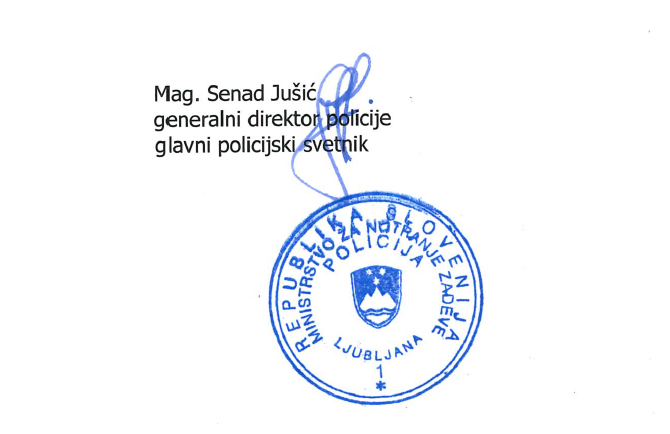 Mag. Senad Jušić
generalni direktor policije
glavni policijski svetnik
REPUBLIKA SLOVENIJA
MINISTRSTVO ZA NOTRANJE ZADEVE
POLICIJA
LJUBLJANA
1
*